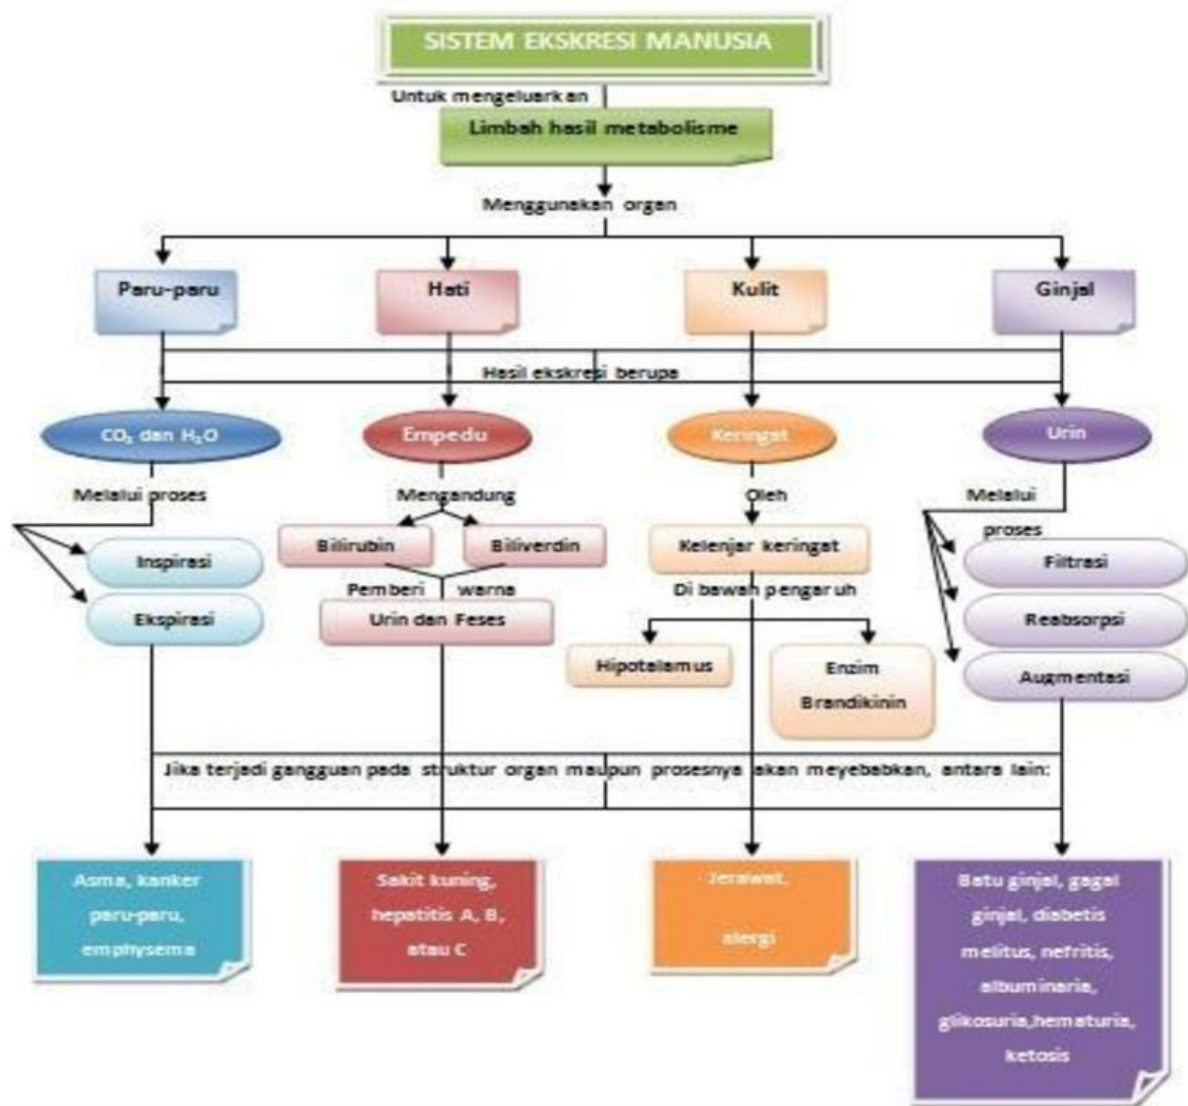 SISTEM EKSKRESI MANUSIA
Untuk mengeluarkan
Limbah hasil metabolisme
Menggunakan organ
Paru-paru
Hati
Kulit
Ginjal
Hasil ekskresi berupa
CO₂ dan H₂O
Empedu
Keringat
Urin
Melalui proses
Mengandung
Oleh
Melalui
proses
Inspirasi
Ekspirasi
Bilirubin
Biliverdin
Pemberi warna
Urin dan Feses
Kelenjar keringat
Di bawah pengaruh
Hipotalamus
Enzim
Brandikinin
Filtrasi
Reabsorpsi
Augmentasi
Jika terjadi gangguan pada struktur organ maupun prosesnya akan meyebabkan, antara lain:
Asma, kanker
paru-paru,
emphysema
Sakit kuning,
hepatitis A, B,
atau C
Jerawat,
alergi
Batu ginjal, gagal
ginjal, diabetis
melitus, nefritis,
albuminaria,
glikosuria,hematuria,
ketosis